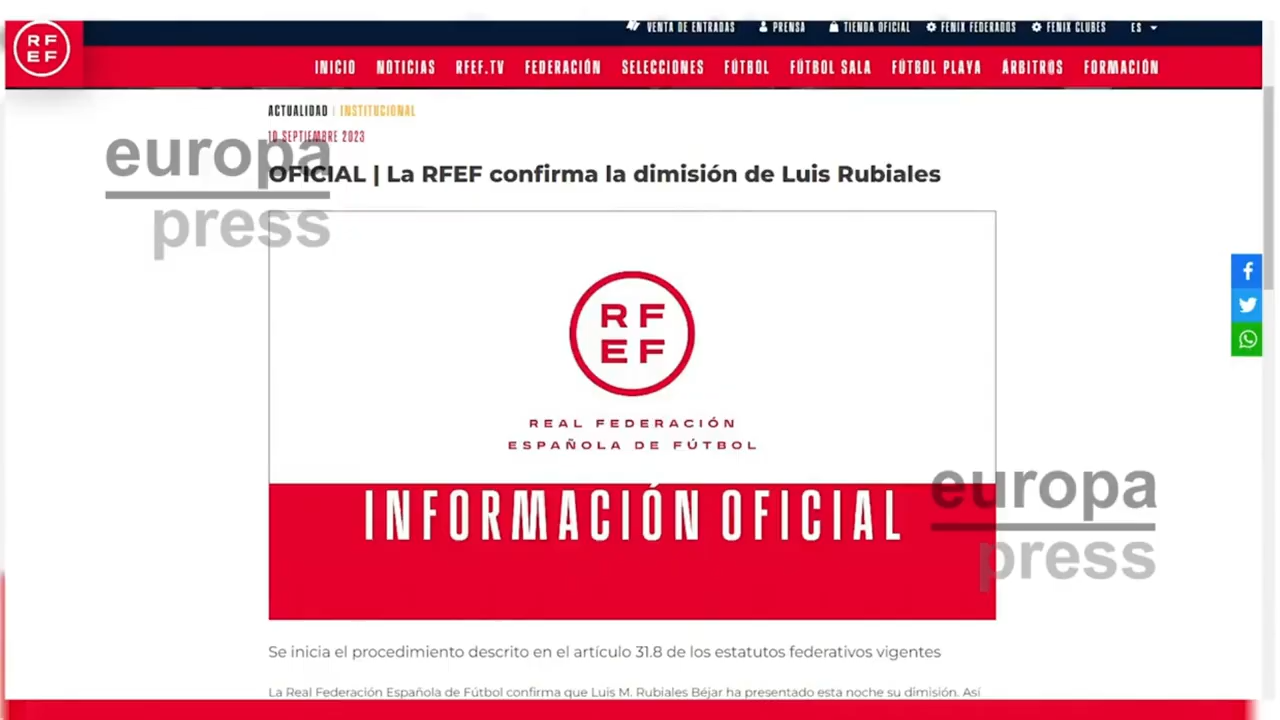 RF
EF
VENTA DE ENTRADAS PRENSA TIENDA OFICIAL FENIX FEDERADOS FENIX CLUBES ES
INICIO NOTICIAS RFEF.TV FEDERACIÓN SELECCIONES FÚTBOL FÚTBOL SALA FÚTBOL PLAYA ÁRBITROS FORMACIÓN
ACTUALIDAD | INSTITUCIONAL
10 SEPTIEMBRE 2023
europa
press
OFICIAL | La RFEF confirma la dimisión de Luis Rubiales
RF
EF
REAL FEDERACIÓN
ESPAÑOLA DE FÚTBOL
INFORMACIÓN OFICIAL
europa
press
Se inicia el procedimiento descrito en el artículo 31.8 de los estatutos federativos vigentes
La Real Federación Española de Fútbol confirma que Luis M. Rubiales Béjar ha presentado esta noche su dimisión. Así